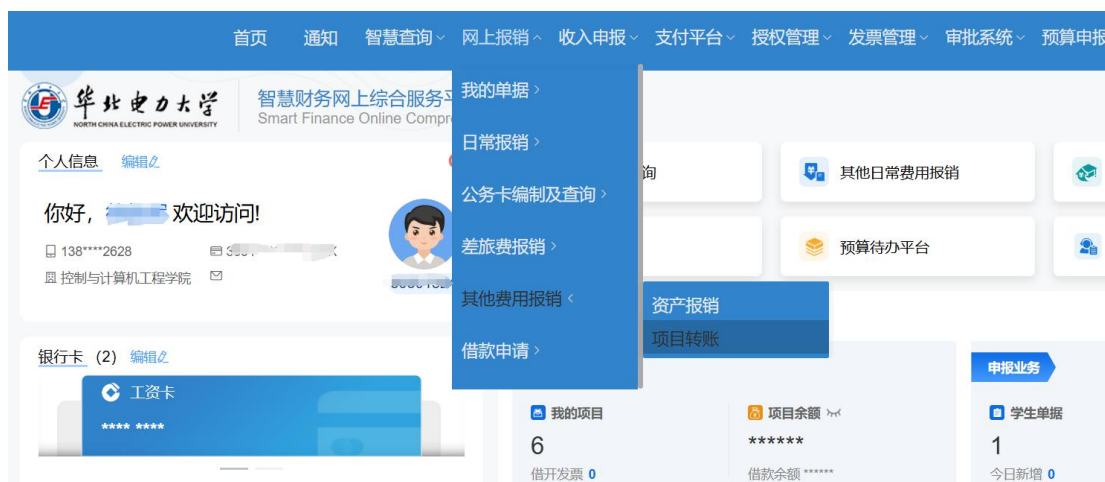 首页 通知 智慧查询 网上报销 收入申报 支付平台 授权管理 发票管理 审批系统 预算申报
华北电力大学
NORTH CHINA ELECTRIC POWER UNIVERSITY
智慧财务网上综合服务平
Smart Finance Online Compre
我的单据
日常报销
公务卡编制及查询
差旅费报销
其他费用报销
借款申请
资产报销
项目转账
个人信息 编辑
你好， 欢迎访问!
138****2628
控制与计算机工程学院
询
其他日常费用报销
预算待办平台
银行卡 (2) 编辑
工资卡
**** ****
我的项目
6
借开发票 0
项目余额
******
借款余额 ******
申报业务
学生单据
1
今日新增 0